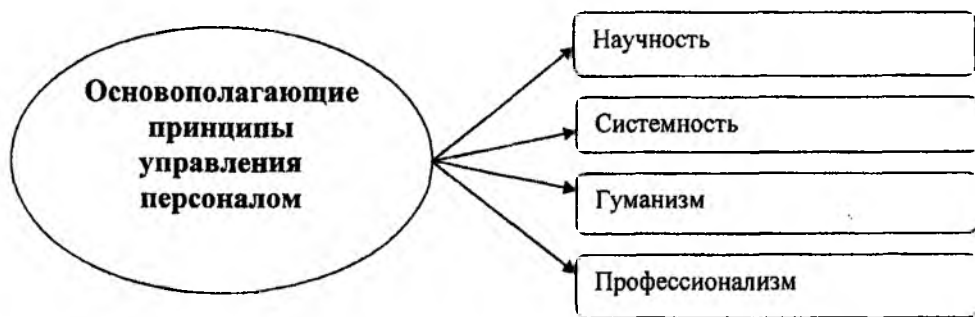 Основополагающие
принципы
управления
персоналом
Научность
Системность
Гуманизм
Профессионализм